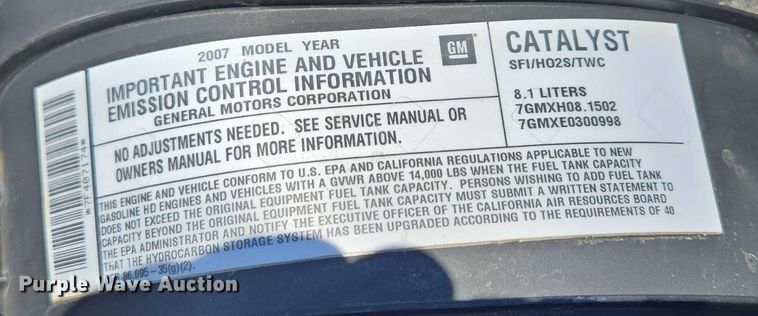 2007 MODEL YEAR
IMPORTANT ENGINE AND VEHICLE
EMISSION CONTROL INFORMATION
GENERAL MOTORS CORPORATION
GM
CATALYST
SFI/HO2S/TWC
8.1 LITERS
7GMXH08.1502
7GMXE0300998
NO ADJUSTMENTS NEEDED. SEE SERVICE MANUAL OR
OWNERS MANUAL FOR MORE INFORMATION.
THIS ENGINE AND VEHICLE CONFORM TO U.S. EPA AND CALIFORNIA REGULATIONS APPLICABLE TO NEW
GASOLINE HD ENGINES AND VEHICLES WITH A GVWR ABOVE 14,000 LBS WHEN THE FUEL TANK CAPACITY
DOES NOT EXCEED THE ORIGINAL EQUIPMENT FUEL TANK CAPACITY. PERSONS WISHING TO ADD FUEL TANK
CAPACITY BEYOND THE ORIGINAL EQUIPMENT FUEL TANK CAPACITY MUST SUBMIT A WRITTEN STATEMENT TO
THE EPA ADMINISTRATOR AND NOTIFY THE EXECUTIVE OFFICER OF THE CALIFORNIA AIR RESOURCES BOARD
THAT THE HYDROCARBON STORAGE SYSTEM HAS BEEN UPGRADED ACCORDING TO THE REQUIREMENTS OF 40
86.095-35(g)(2).
W7F407174W
Purple Wave Auction